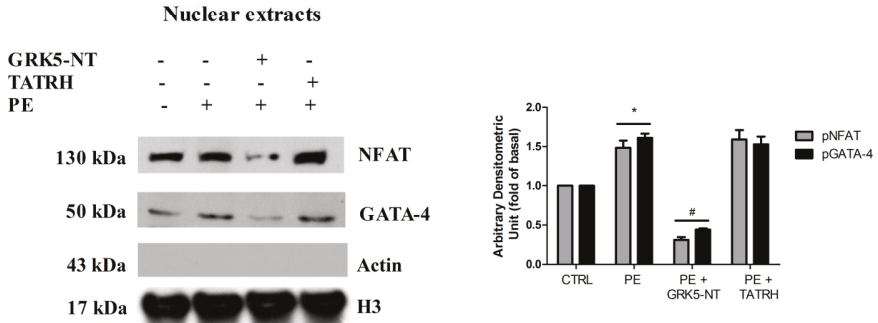 Nuclear extracts
GRK5-NT - - + -
TATRH - - - +
PE - + + +
130 kDa NFAT
50 kDa GATA-4
43 kDa Actin
17 kDa H3
Arbitrary Densitometric
Unit (fold of basal)
2.0
1.5
1.0
0.5
0.0
*
#
CTRL
PE
PE +
GRK5-NT
PE +
TATRH
pNFAT
pGATA-4